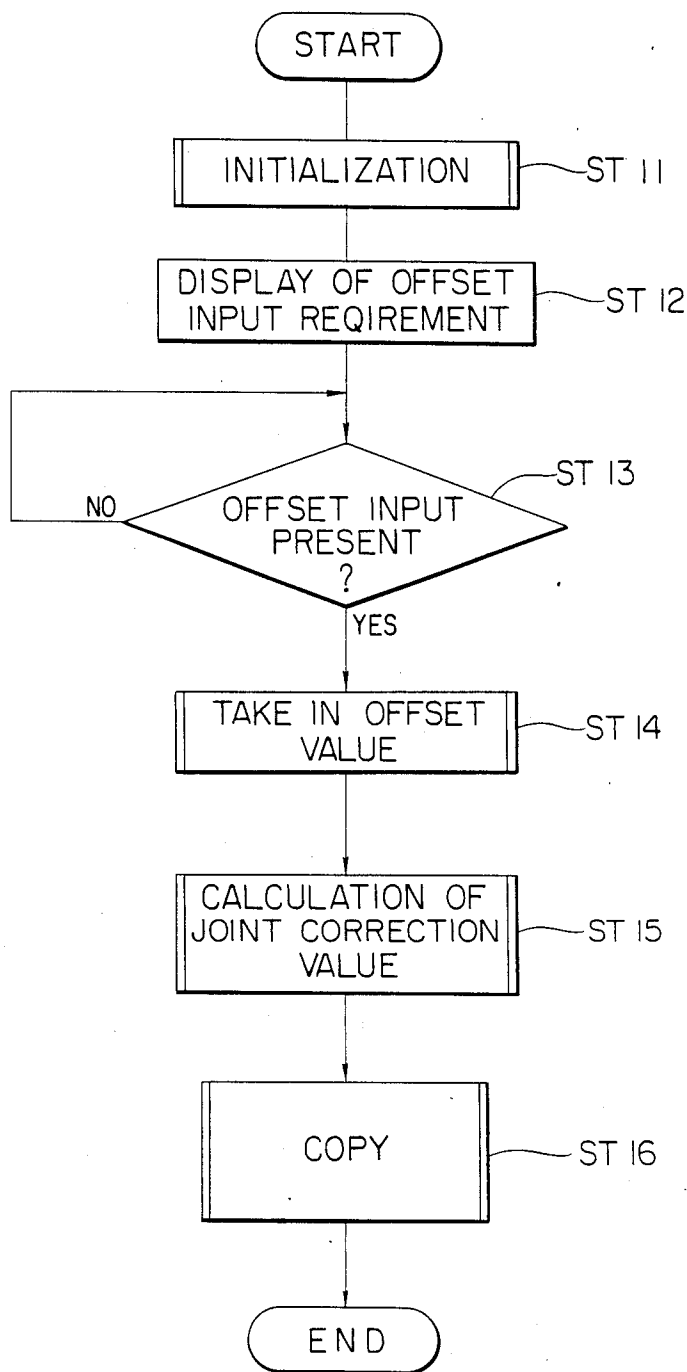 START
INITIALIZATION
ST 11
DISPLAY OF OFFSET
INPUT REQIREMENT
ST 12
ST 13
NO
OFFSET INPUT
PRESENT
?
YES
TAKE IN OFFSET
VALUE
ST 14
CALCULATION OF
JOINT CORRECTION
VALUE
ST 15
COPY
ST 16
END